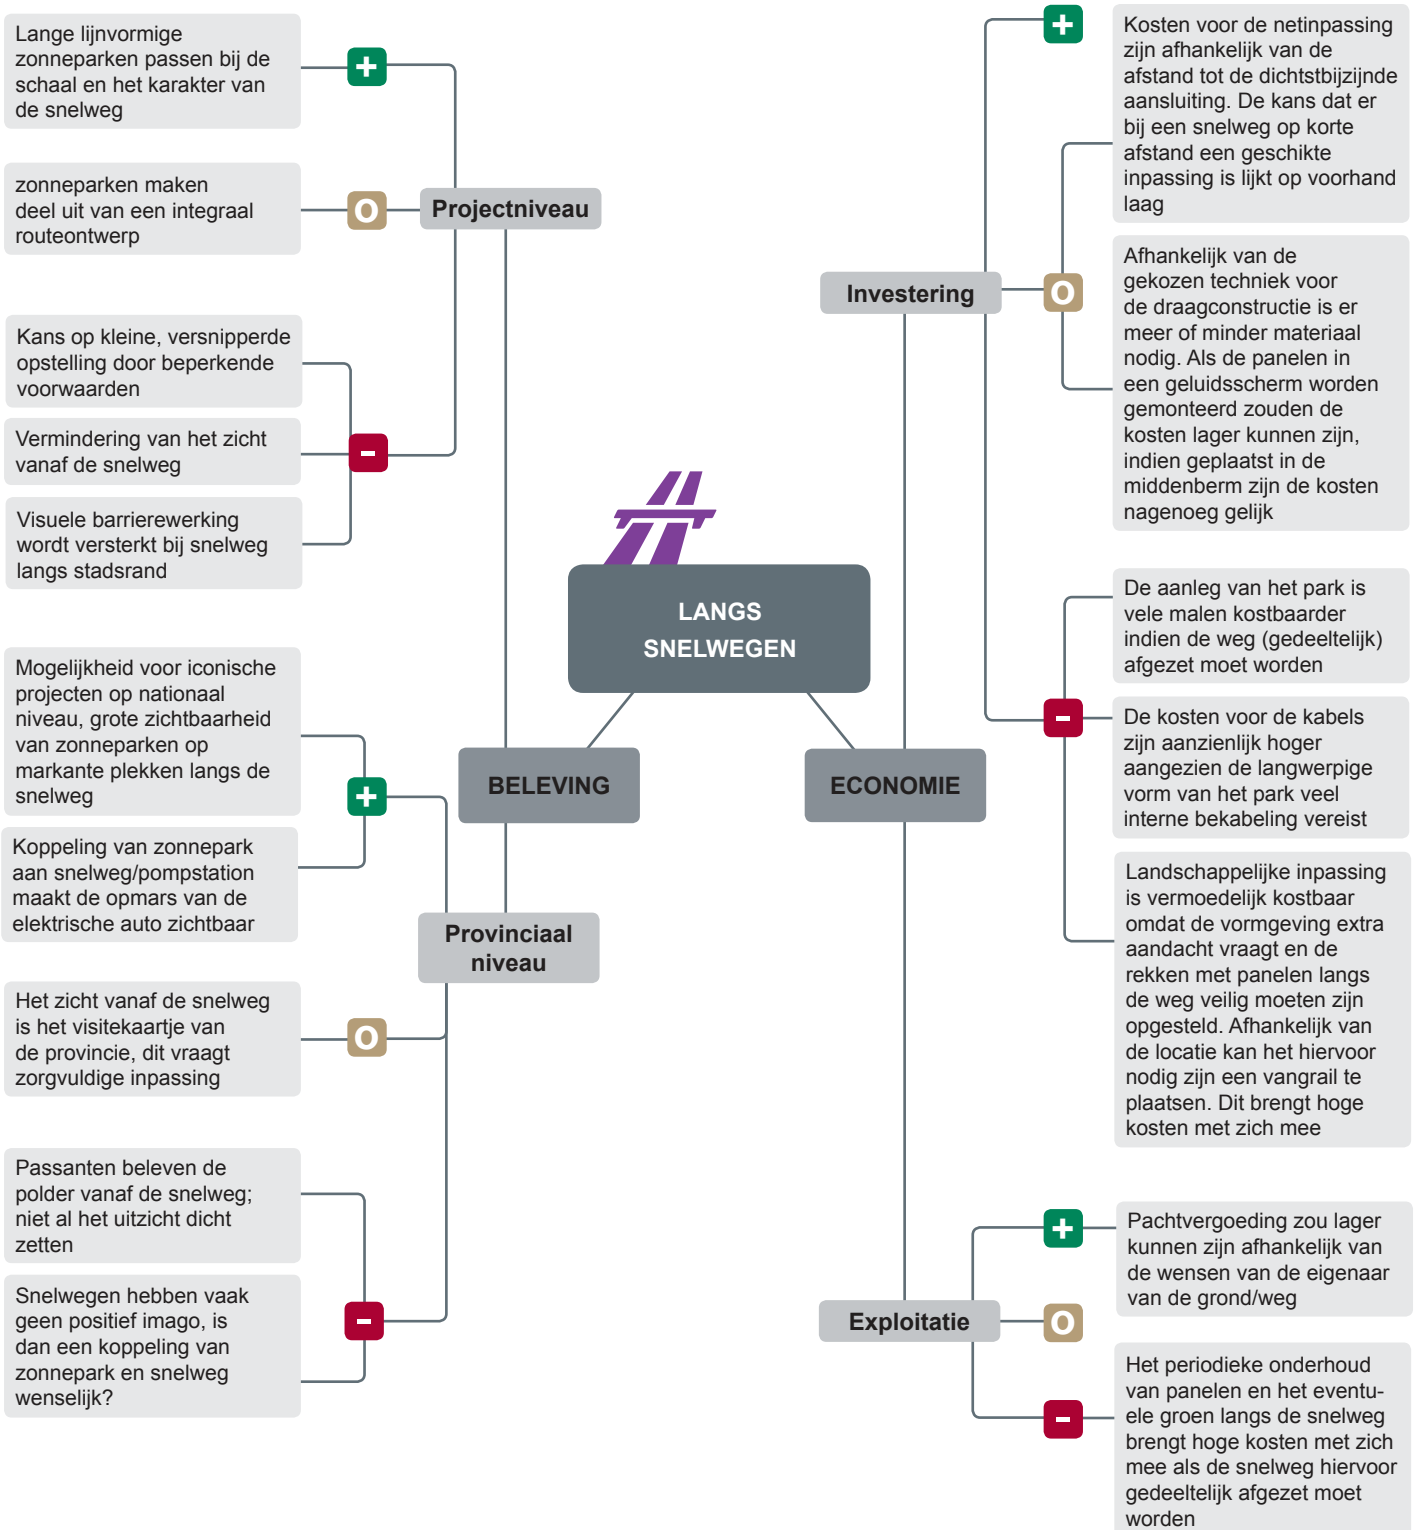 Lange lijnvormige
zonneparken passen bij de
schaal en het karakter van
de snelweg
+
zonneparken maken
deel uit van een integraal
routeontwerp
O
Projectniveau
Kans op kleine, versnipperde
opstelling door beperkende
voorwaarden
Vermindering van het zicht
vanaf de snelweg
-
Visuele barrierewerking
wordt versterkt bij snelweg
langs stadsrand
LANGS
SNELWEGEN
BELEVING
ECONOMIE
Mogelijkheid voor iconische
projecten op nationaal
niveau, grote zichtbaarheid
van zonneparken op
markante plekken langs de
snelweg
+
Koppeling van zonnepark
aan snelweg/pompstation
maakt de opmars van de
elektrische auto zichtbaar
Provinciaal
niveau
Het zicht vanaf de snelweg
is het visitekaartje van
de provincie, dit vraagt
zorgvuldige inpassing
O
Passanten beleven de
polder vanaf de snelweg;
niet al het uitzicht dicht
zetten
-
Snelwegen hebben vaak
geen positief imago, is
dan een koppeling van
zonnepark en snelweg
wenselijk?
+
Kosten voor de netinpassing
zijn afhankelijk van de
afstand tot de dichtstbijzijnde
aansluiting. De kans dat er
bij een snelweg op korte
afstand een geschikte
inpassing is lijkt op voorhand
laag
Investering
O
Afhankelijk van de
gekozen techniek voor
de draagconstructie is er
meer of minder materiaal
nodig. Als de panelen in
een geluidsscherm worden
gemonteerd zouden de
kosten lager kunnen zijn,
indien geplaatst in de
middenberm zijn de kosten
nagenoeg gelijk
De aanleg van het park is
vele malen kostbaarder
indien de weg (gedeeltelijk)
afgezet moet worden
-
De kosten voor de kabels
zijn aanzienlijk hoger
aangezien de langwerpige
vorm van het park veel
interne bekabeling vereist
Landschappelijke inpassing
is vermoedelijk kostbaar
omdat de vormgeving extra
aandacht vraagt en de
rekken met panelen langs
de weg veilig moeten zijn
opgesteld. Afhankelijk van
de locatie kan het hiervoor
nodig zijn een vangrail te
plaatsen. Dit brengt hoge
kosten met zich mee
+
Pachtvergoeding zou lager
kunnen zijn afhankelijk van
de wensen van de eigenaar
van de grond/weg
Exploitatie
O
-
Het periodieke onderhoud
van panelen en het eventu-
ele groen langs de snelweg
brengt hoge kosten met zich
mee als de snelweg hiervoor
gedeeltelijk afgezet moet
worden